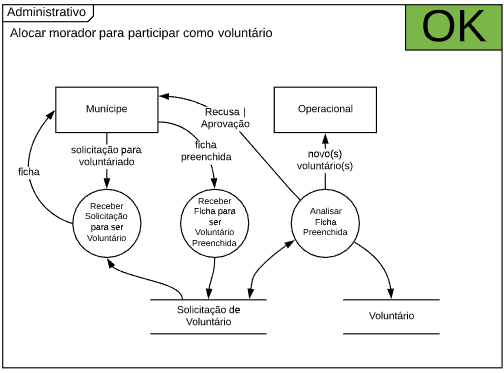 Administrativo
Alocar morador para participar como voluntário
OK
Munícipe
Operacional
Recusa |
Aprovação
solicitação para
voluntáriado
ficha
preenchida
novo(s)
voluntário(s)
ficha
Receber
Solicitação
para ser
Voluntário
Receber
Ficha para
ser
Voluntário
Preenchida
Analisar
Ficha
Preenchida
Solicitação de
Voluntário
Voluntário